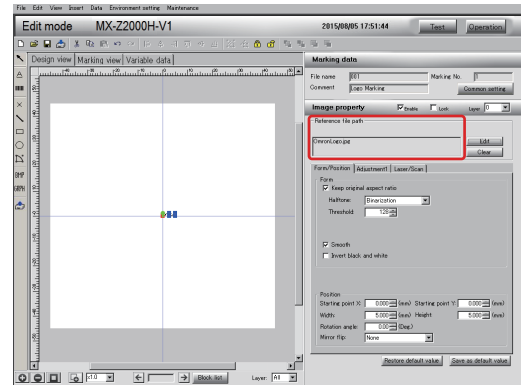 File Edit View Insert Data Environment setting Maintenance
Edit mode MX-Z2000H-V1 2015/08/05 17:51:44 Test Operation
Design view Marking view Variable data
Marking data
File name 001 Marking No. 1
Comment Logo Marking Common setting
Image property Enable Lock Layer 0
Reference file path
OmronLogo.jpg Edit
Clear
Form/Position Adjustment1 Laser/Scan
Form
Keep original aspect ratio
Halftone: Binarization
Threshold: 128
Smooth
Invert black and white
Position
Starting point X: 0.000 (mm) Starting point Y: 0.000 (mm)
Width: 5.000 (mm) Height: 5.000 (mm)
Rotation angle: 0.00 (Deg.)
Mirror flip: None
Restore default value Save as default value
x1.0 Block list Layer: All
BMP
GRPH